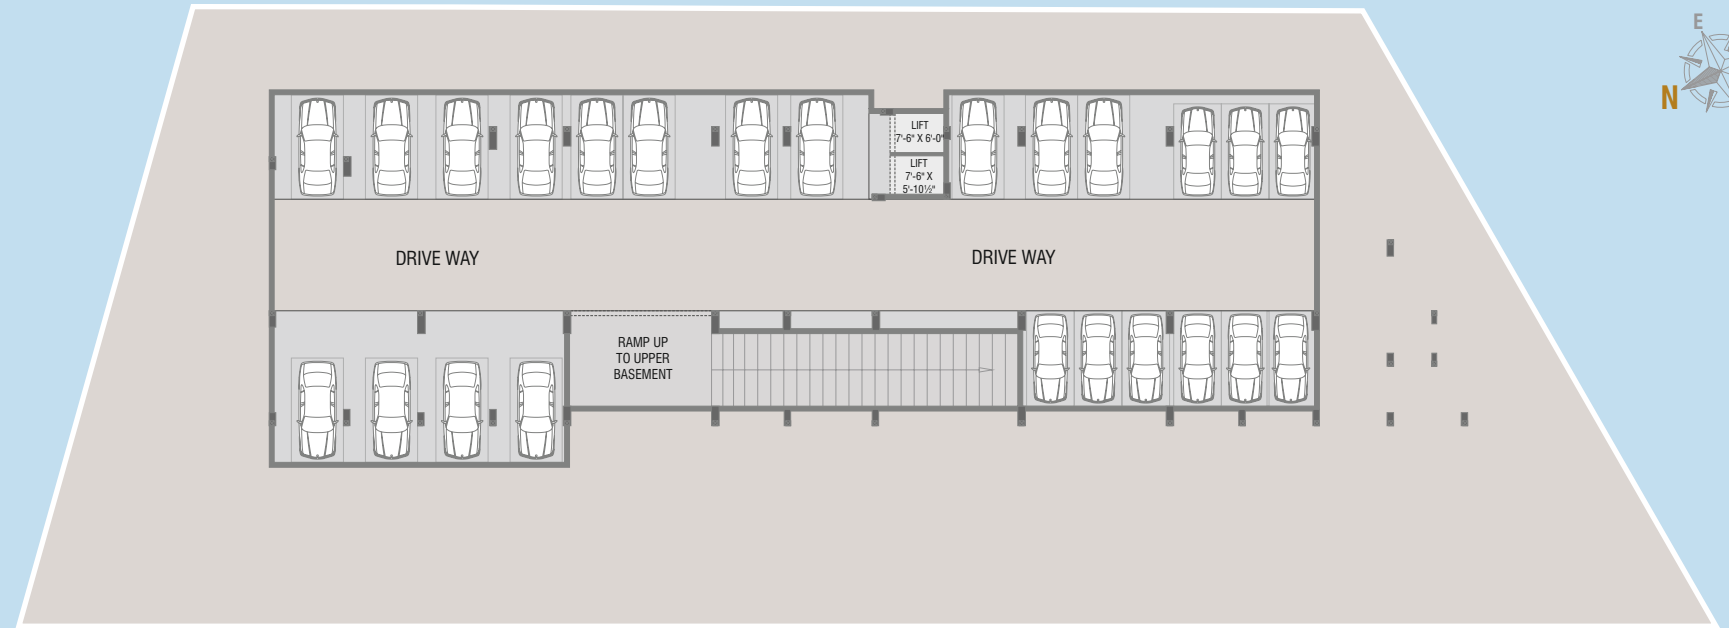 E
N
LIFT
7'-6" X 6'-0"
LIFT
7'-6" X
5'-10½"
DRIVE WAY
DRIVE WAY
RAMP UP
TO UPPER
BASEMENT